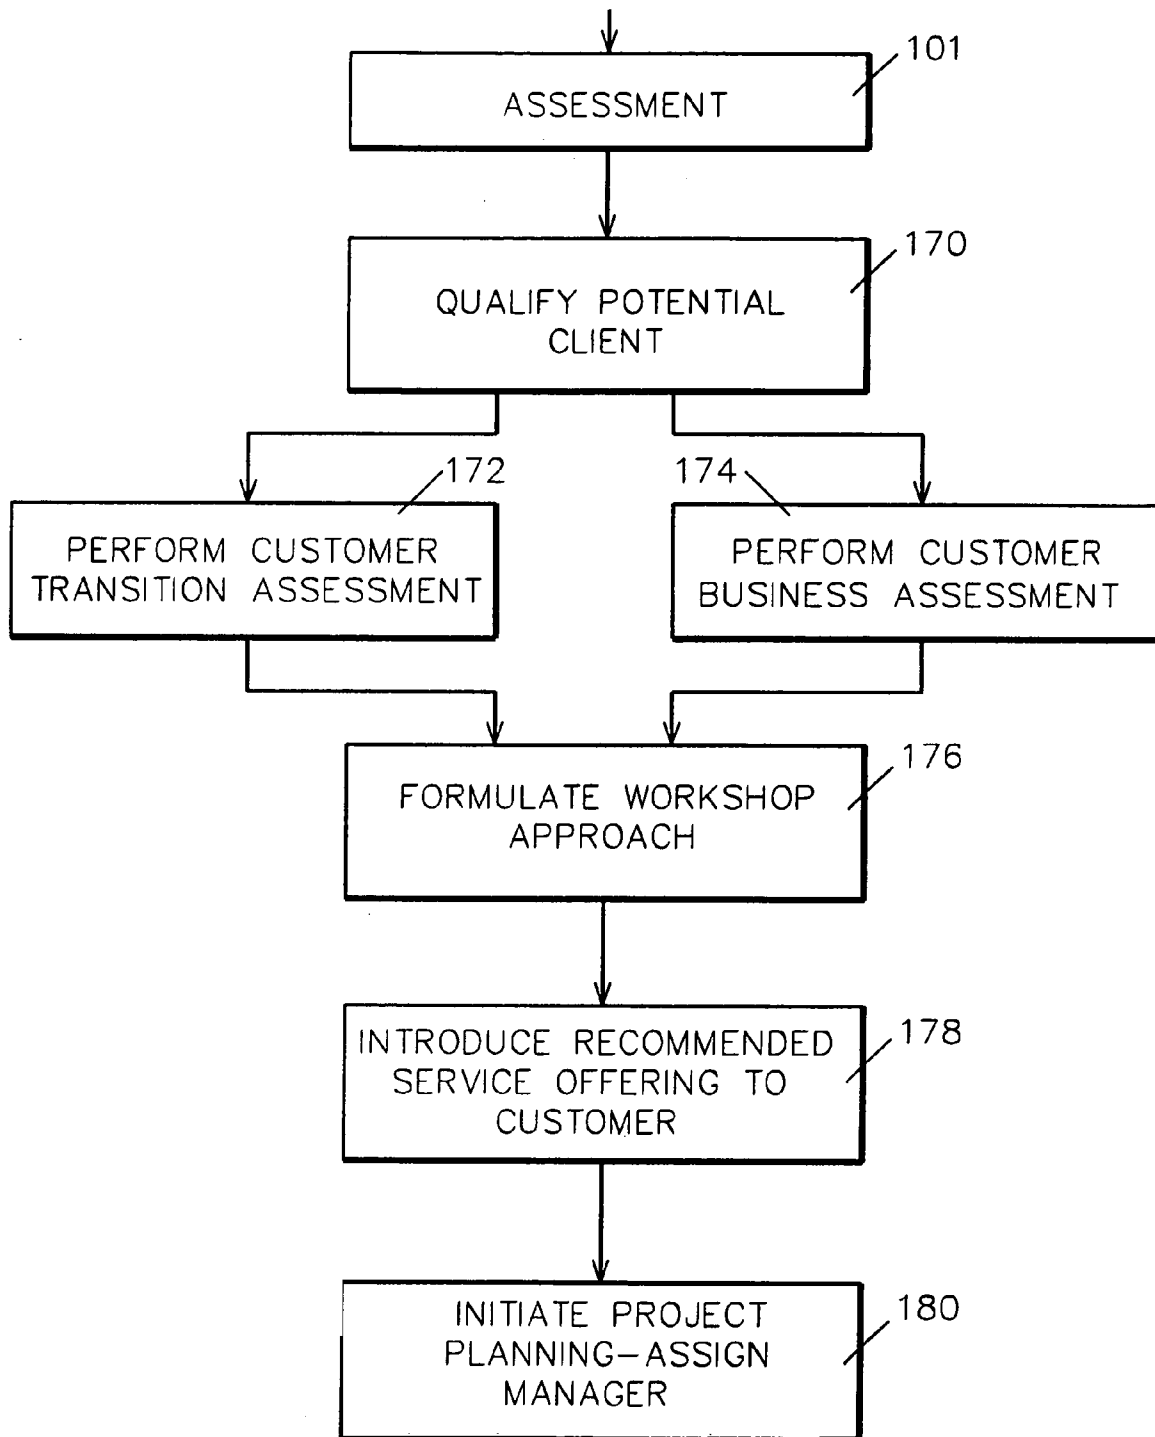 101
ASSESSMENT
170
QUALIFY POTENTIAL
CLIENT
172
PERFORM CUSTOMER
TRANSITION ASSESSMENT
174
PERFORM CUSTOMER
BUSINESS ASSESSMENT
176
FORMULATE WORKSHOP
APPROACH
178
INTRODUCE RECOMMENDED
SERVICE OFFERING TO
CUSTOMER
180
INITIATE PROJECT
PLANNING-ASSIGN
MANAGER